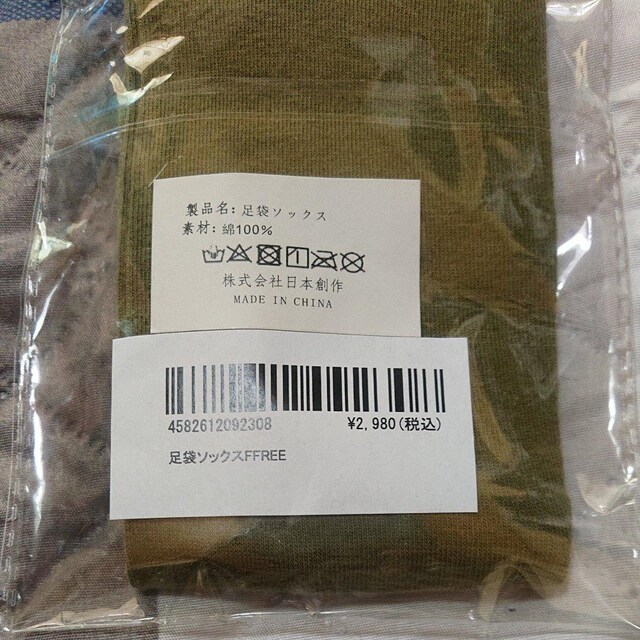 製品名: 足袋ソックス
素材: 綿100%
株式会社日本創作
MADE IN CHINA
4582612092308
¥2,980(税込)
足袋ソックスFFREE